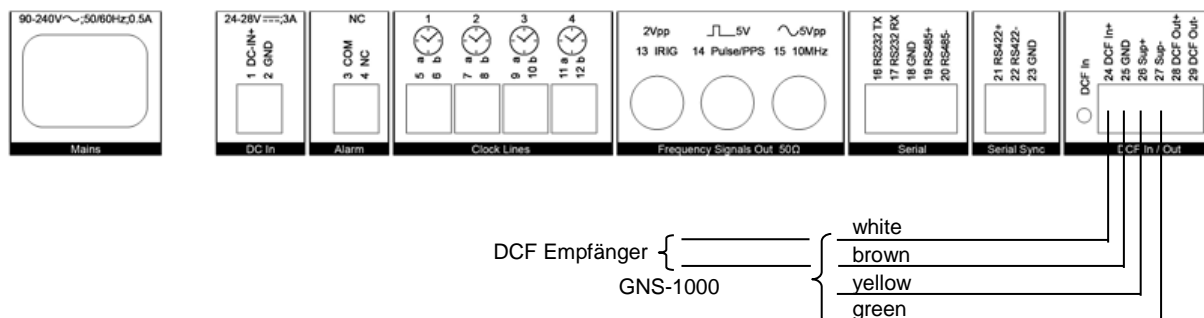 90-240V~;50/60Hz;0.5A
Mains
24-28V ⎓;3A
1 DC-IN+
2 GND
DC In
NC
3 COM
4 NC
Alarm
1 2 3 4
5 a
6 b
7 a
8 b
9 a
10 b
11 a
12 b
Clock Lines
2Vpp 5V 5Vpp
13 IRIG 14 Pulse/PPS 15 10MHz
Frequency Signals Out 50Ω
16 RS232 TX
17 RS232 RX
18 GND
19 RS485+
20 RS485-
Serial
21 RS422+
22 RS422-
23 GND
Serial Sync
DCF In
24 DCF In+
25 GND
26 Sup+
27 Sup-
28 DCF Out+
29 DCF Out-
DCF In / Out
white
DCF Empfänger
brown
GNS-1000
yellow
green